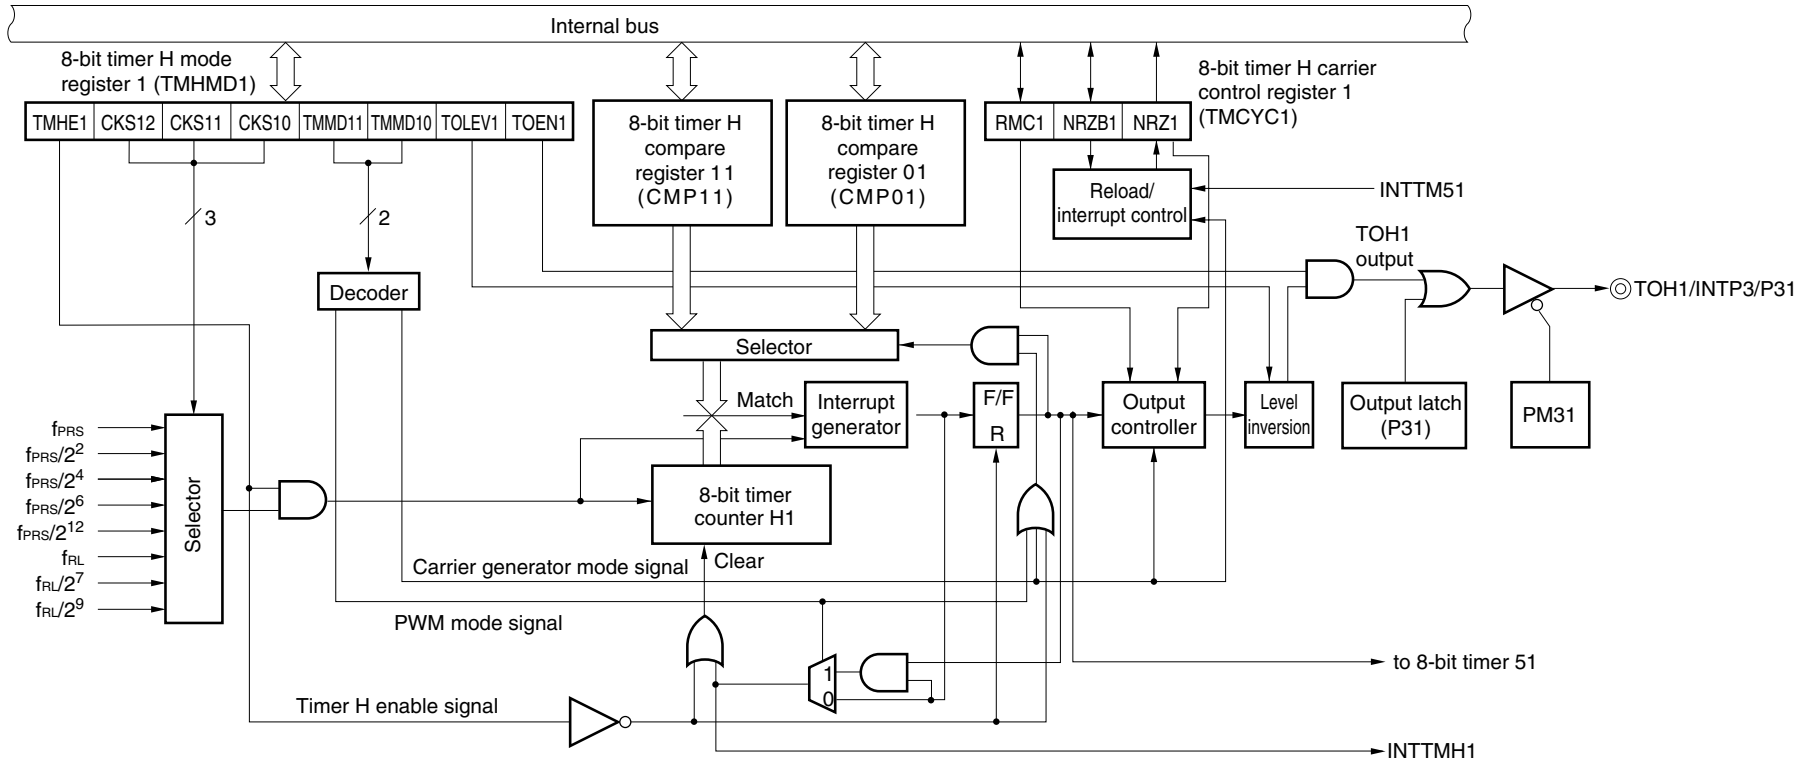 Internal bus
8-bit timer H mode
register 1 (TMHMD1)
8-bit timer H carrier
control register 1
(TMCYC1)
TMHE1 CKS12 CKS11 CKS10 TMMD11 TMMD10 TOLEV1 TOEN1
8-bit timer H
compare
register 11
(CMP11)
8-bit timer H
compare
register 01
(CMP01)
RMC1 NRZB1 NRZ1
Reload/
interrupt control
INTTM51
3
2
TOH1
output
Decoder
TOH1/INTP3/P31
Selector
Match
Interrupt
generator
F/F
R
Output
controller
Level
inversion
Output latch
(P31)
PM31
fPRS
fPRS/2²
fPRS/2⁴
fPRS/2⁶
fPRS/2¹²
fRL
fRL/2⁷
fRL/2⁹
Selector
8-bit timer
counter H1
Clear
Carrier generator mode signal
PWM mode signal
1
0
to 8-bit timer 51
Timer H enable signal
INTTMH1